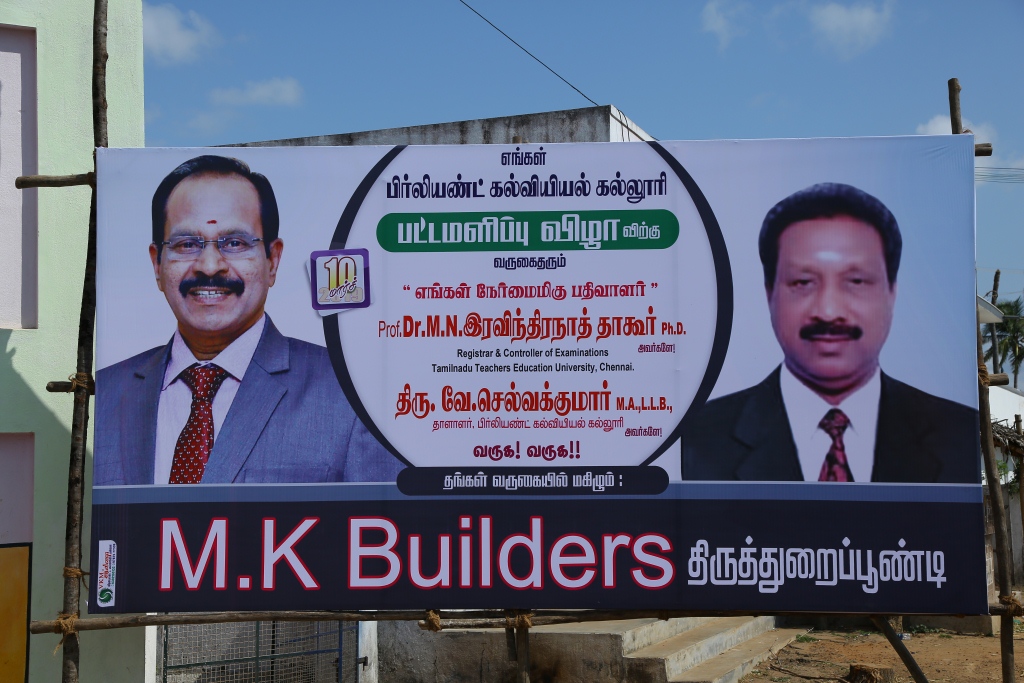 எங்கள்
பிர்லியண்ட் கல்வியியல் கல்லூரி
பட்டமளிப்பு விழா விற்கு
வருகைதரும்
10
மார்ச்
“ எங்கள் நேர்மைமிகு பதிவாளர் ”
Prof.Dr.M.N.இரவிந்திரநாத் தாகூர் Ph.D.
அவர்களே!
Registrar & Controller of Examinations
Tamilnadu Teachers Education University, Chennai.
திரு. வே.செல்வக்குமார் M.A.,L.L.B.,
தாளாளர், பிர்லியண்ட் கல்வியியல் கல்லூரி
அவர்களே!
வருக! வருக!!
தங்கள் வருகையில் மகிழும் :
M.K Builders திருத்துறைப்பூண்டி